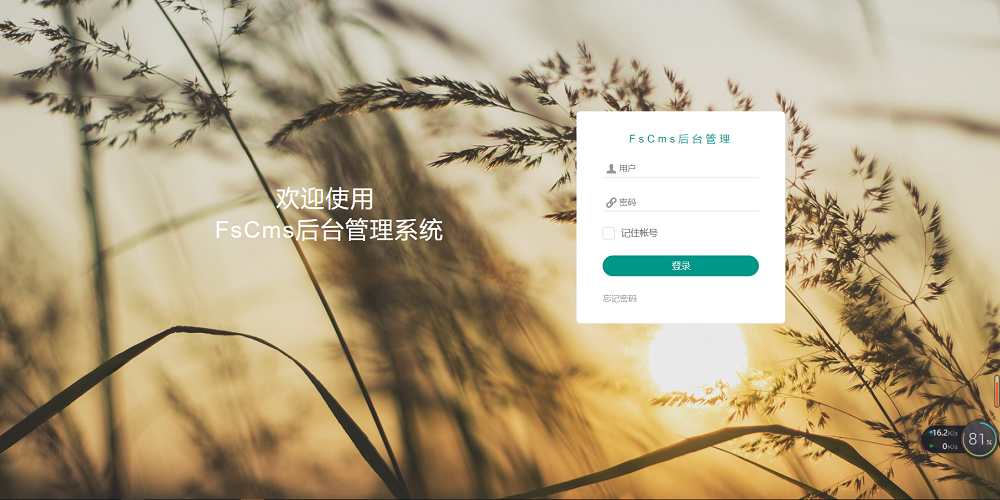 欢迎使用
FsCms后台管理系统
FsCms后台管理
用户
密码
记住帐号
登录
忘记密码
16.2K/s
0K/s
81%